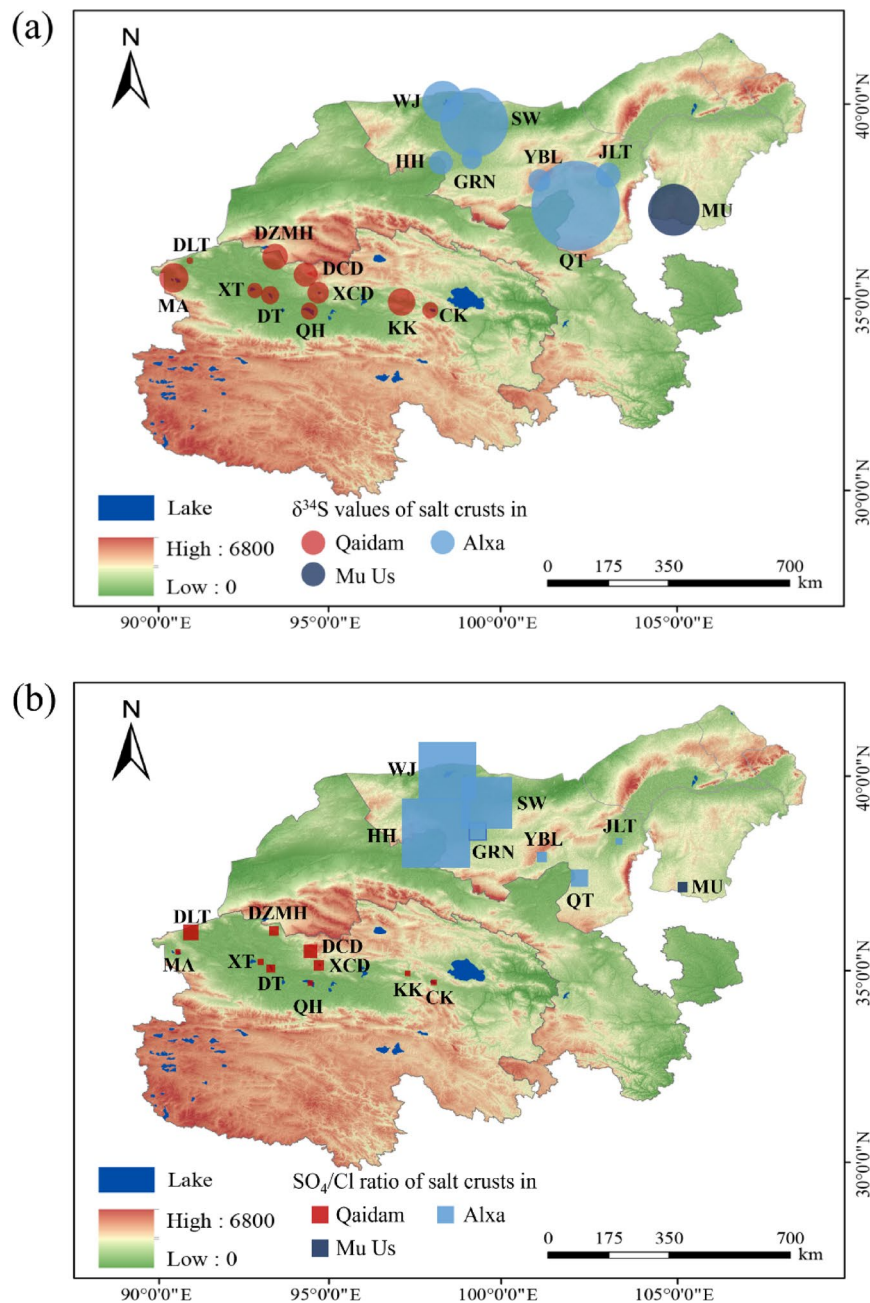 (a)
N
WJ
SW
HH
GRN
YBL
JLT
MU
QT
DLT
DZMH
DCD
MA
XT
XCD
DT
QH
KK
CK
40°0'0"N
35°0'0"N
30°0'0"N
Lake
High : 6800
Low : 0
δ³⁴S values of salt crusts in
Qaidam
Alxa
Mu Us
0 175 350 700
km
90°0'0"E 95°0'0"E 100°0'0"E 105°0'0"E
(b)
N
WJ
SW
HH
GRN
YBL
JLT
MU
QT
DLT
DZMH
DCD
MA
XT
XCD
DT
QH
KK
CK
40°0'0"N
35°0'0"N
30°0'0"N
Lake
High : 6800
Low : 0
SO₄/Cl ratio of salt crusts in
Qaidam
Alxa
Mu Us
0 175 350 700
km
90°0'0"E 95°0'0"E 100°0'0"E 105°0'0"E